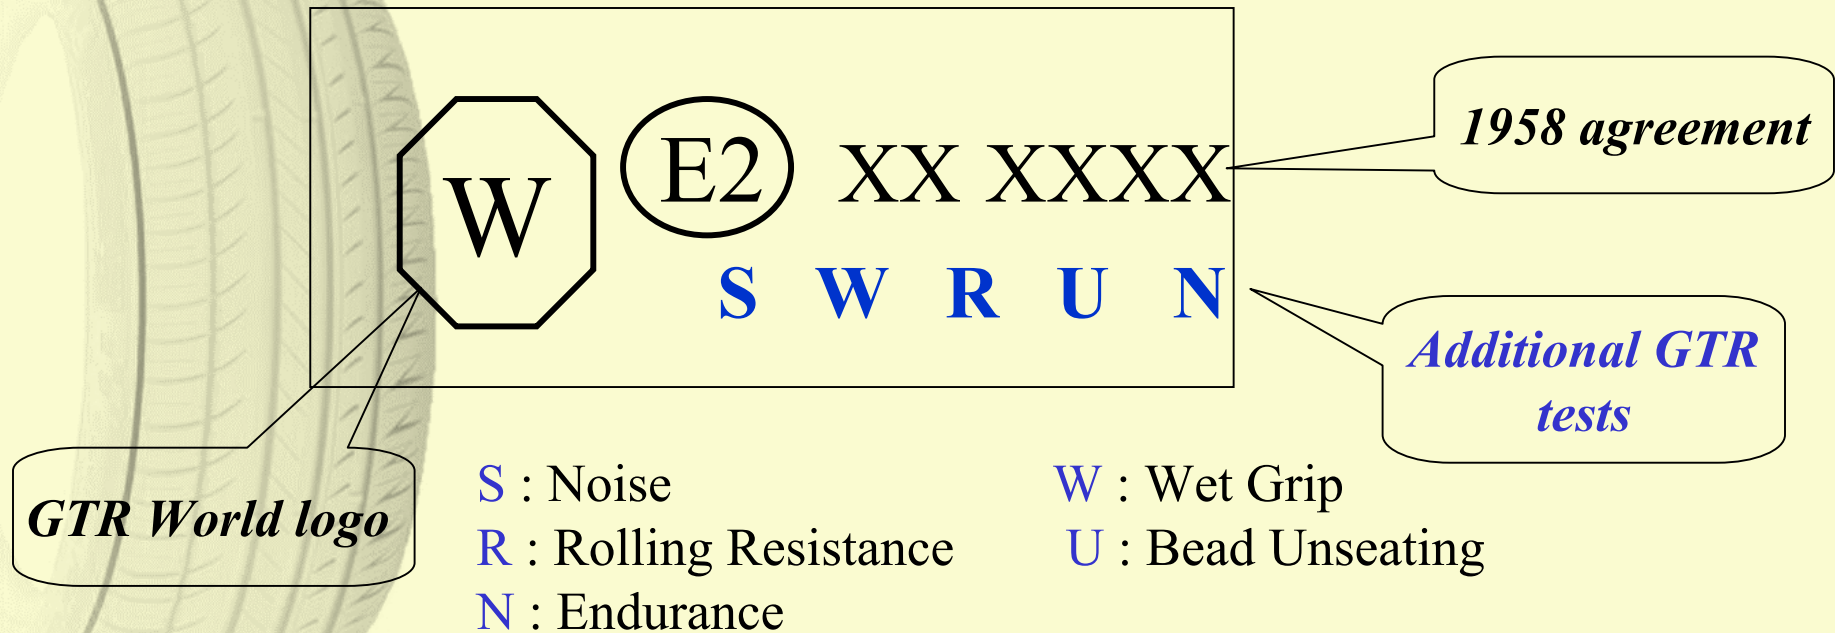 W E2 XX XXXX
1958 agreement
S W R U N
Additional GTR
tests
GTR World logo
S : Noise W : Wet Grip
R : Rolling Resistance U : Bead Unseating
N : Endurance